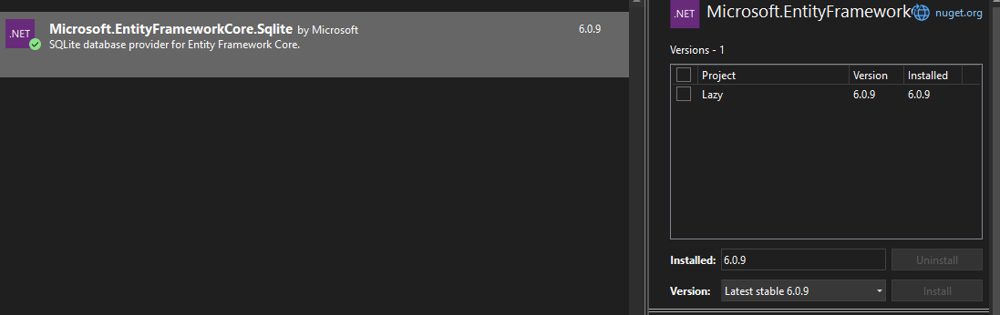 .NET
Microsoft.EntityFrameworkCore.Sqlite by Microsoft 6.0.9
SQLite database provider for Entity Framework Core.
.NET
Microsoft.EntityFramework
nuget.org
Versions - 1
Project Version Installed
Lazy 6.0.9 6.0.9
Installed: 6.0.9 Uninstall
Version: Latest stable 6.0.9 Install